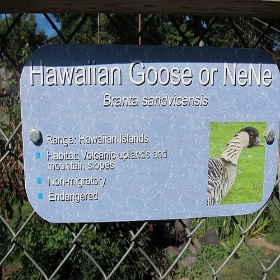 Hawaiian Goose or NeNe
Branta sandvicensis
Range: Hawaiian Islands
Habitat: Volcanic uplands and
mountain slopes
Non-migratory
Endangered